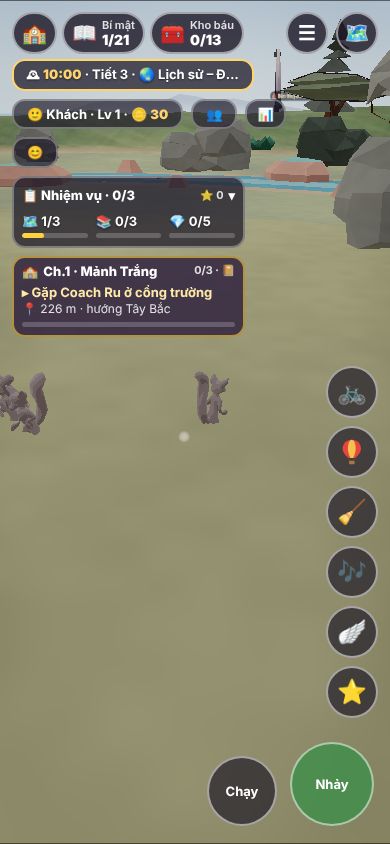 Bí mật
1/21
Kho báu
0/13
10:00 · Tiết 3 · Lịch sử – Đ...
Khách · Lv 1 · 30
Nhiệm vụ · 0/3
0 ▾
1/3
0/3
0/5
Ch.1 · Mảnh Trắng
0/3 ·
▸ Gặp Coach Ru ở cổng trường
226 m · hướng Tây Bắc
Chạy
Nhảy